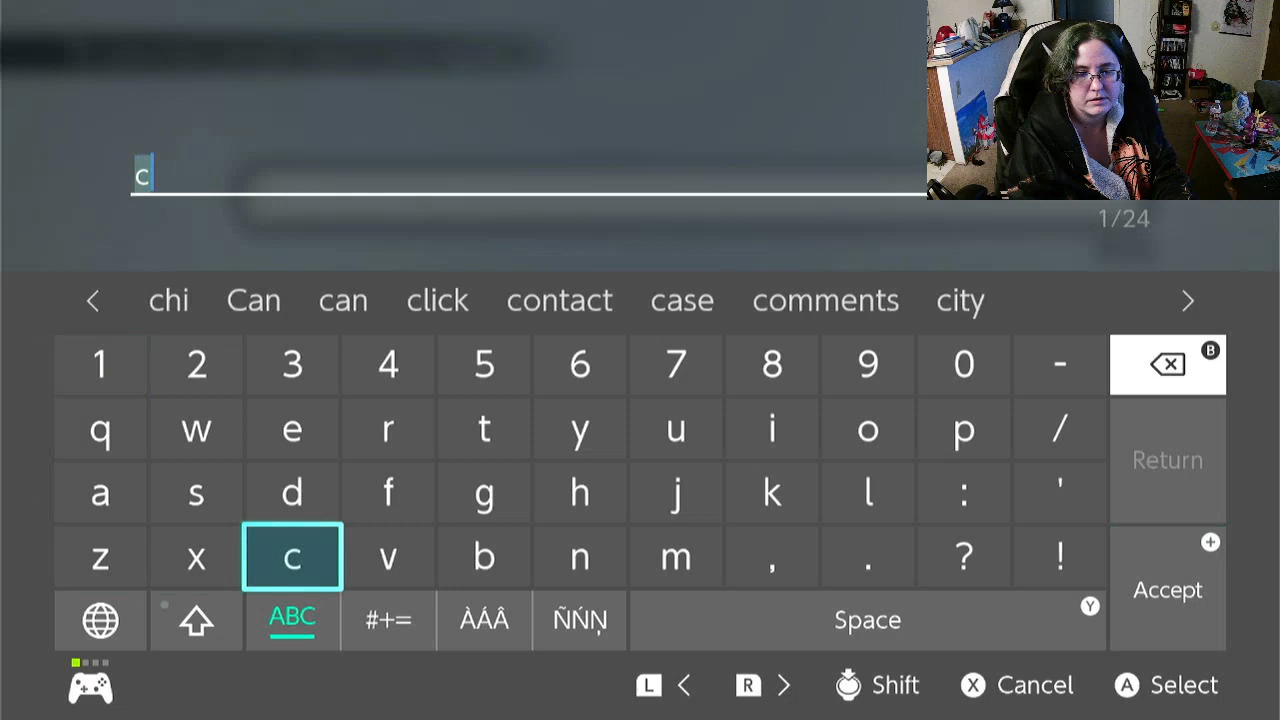 c
1/24
chi Can can click contact case comments city
1 2 3 4 5 6 7 8 9 0 - B
q w e r t y u i o p / Return
a s d f g h j k l : '
z x c v b n m , . ? ! + Accept
ABC #+= ÀÁÂ ÑŃŅ Space Y
L R Shift X Cancel A Select